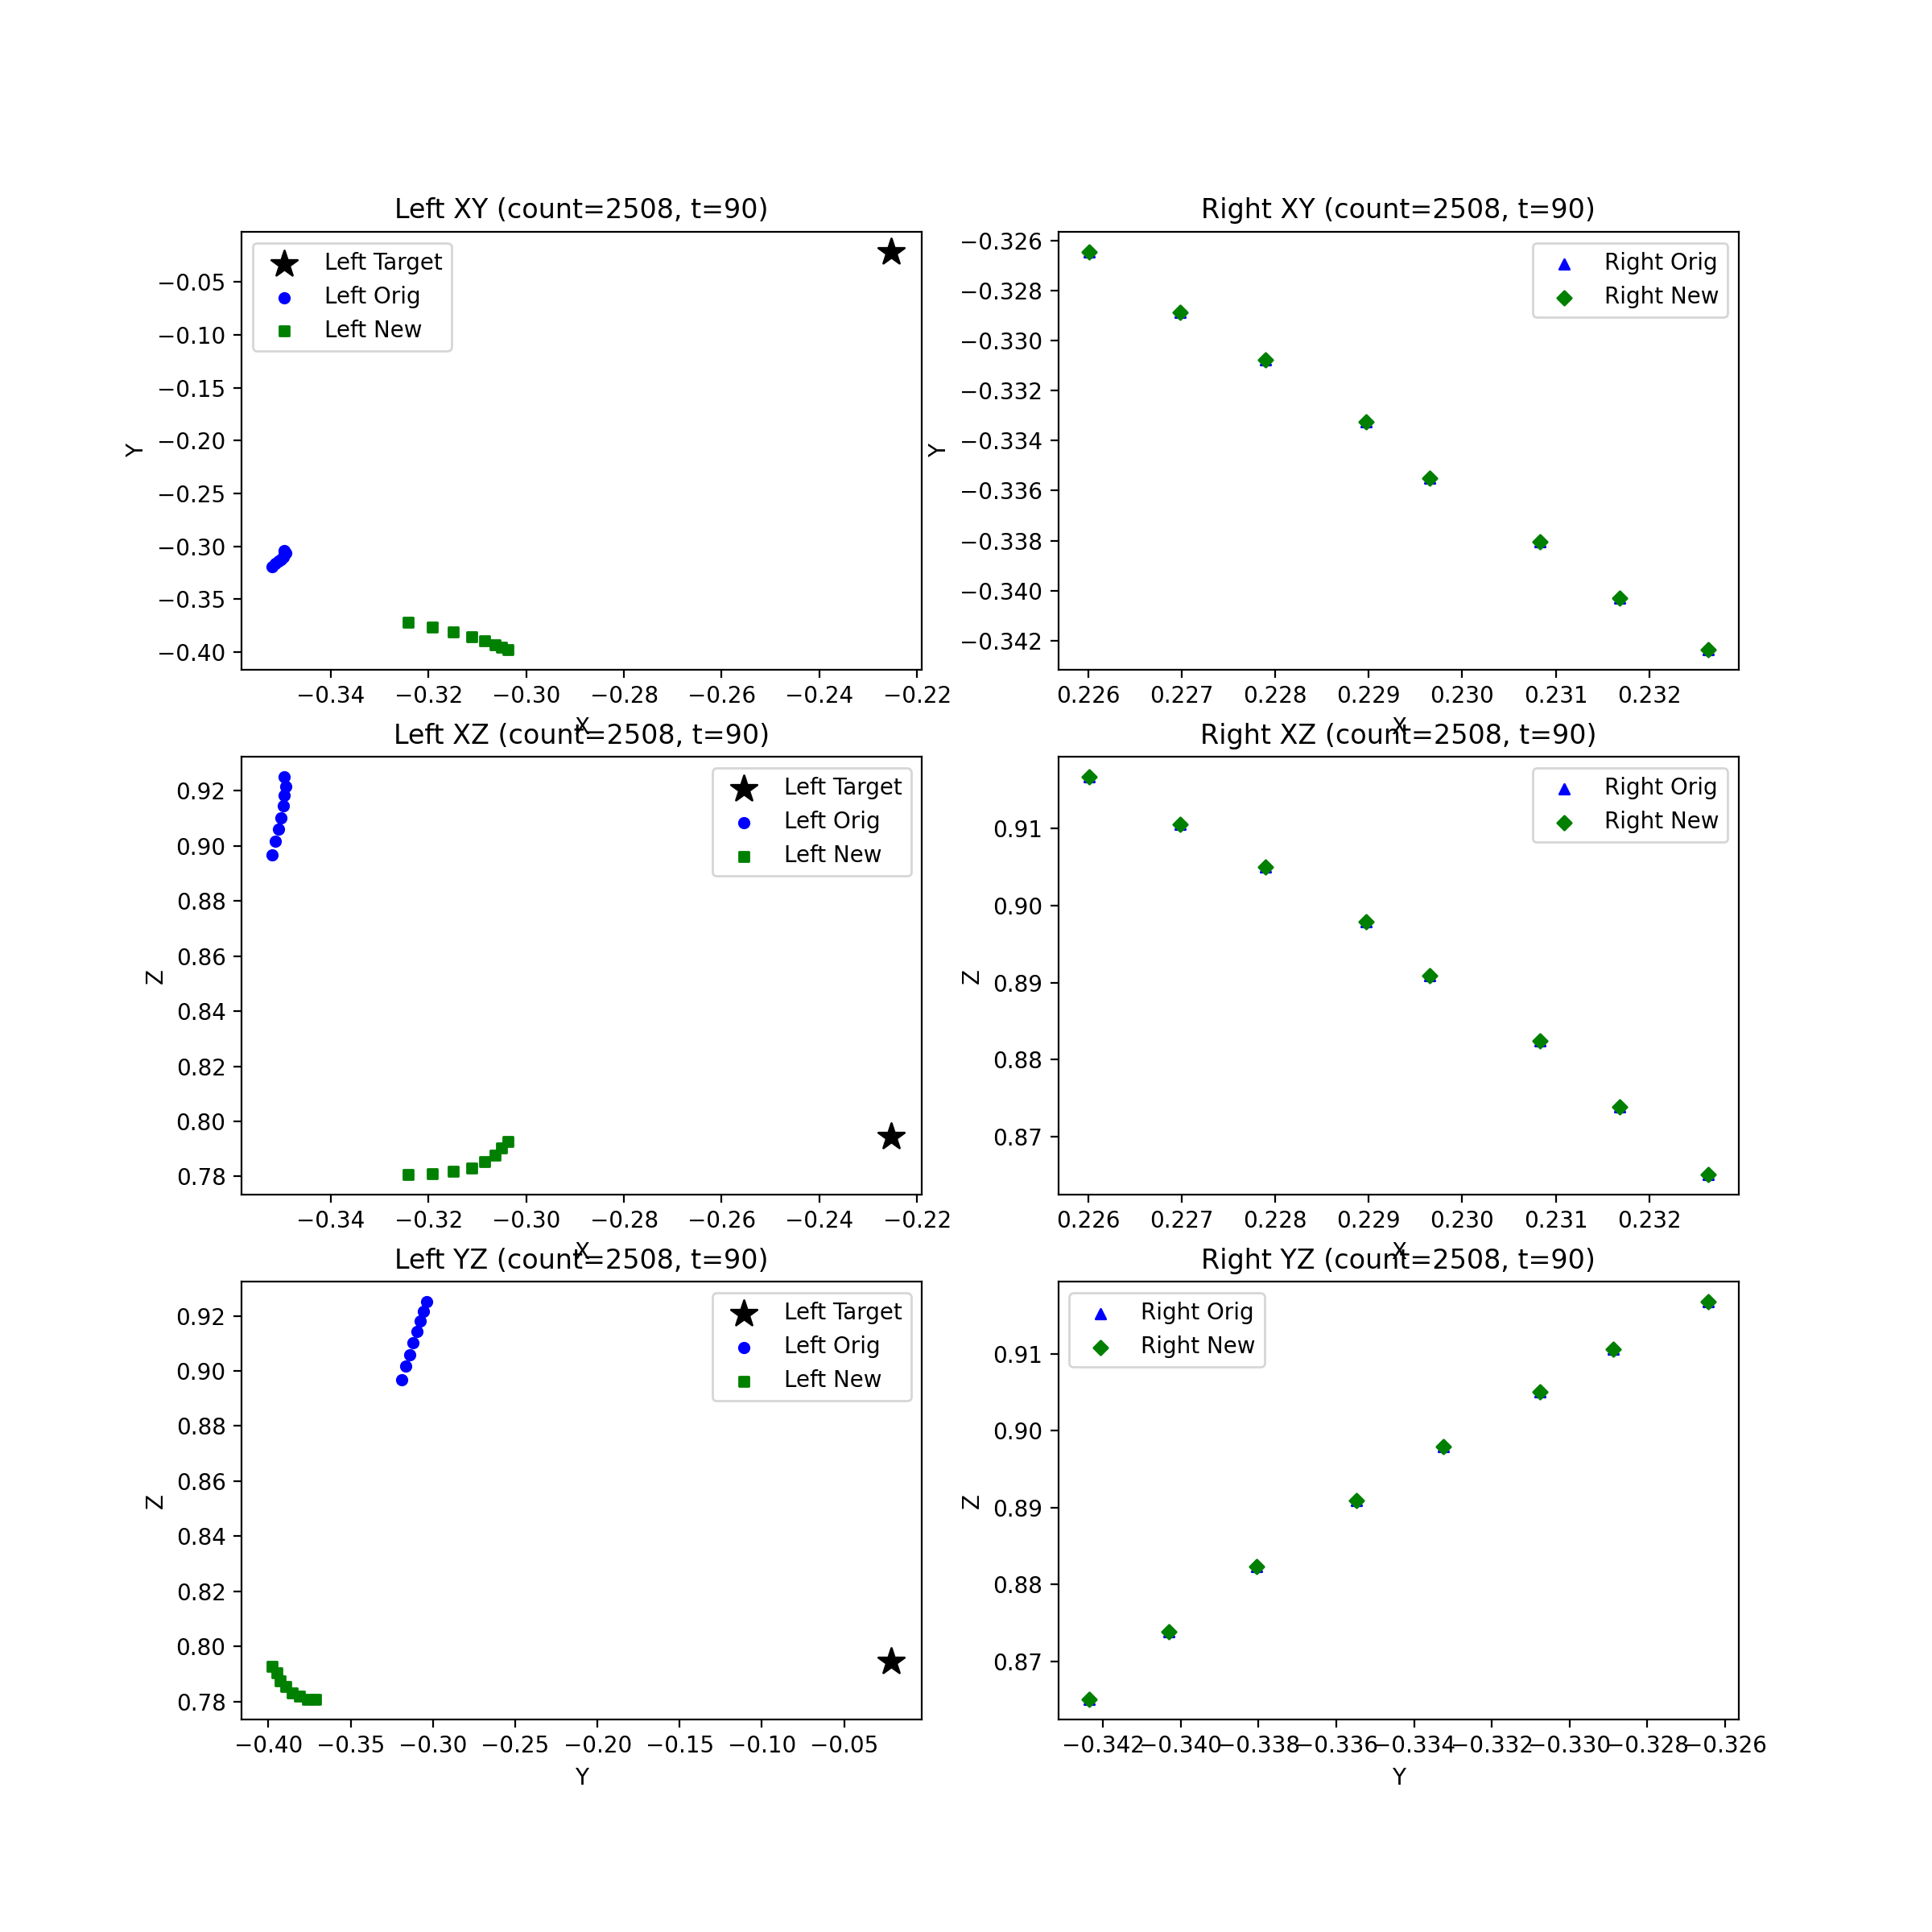 Left XY (count=2508, t=90)
Left Target
Left Orig
Left New
−0.05
−0.10
−0.15
−0.20
−0.25
−0.30
−0.35
−0.40
Y
−0.34 −0.32 −0.30 −0.28 −0.26 −0.24 −0.22
X
Right XY (count=2508, t=90)
Right Orig
Right New
−0.326
−0.328
−0.330
−0.332
−0.334
−0.336
−0.338
−0.340
−0.342
Y
0.226 0.227 0.228 0.229 0.230 0.231 0.232
X
Left XZ (count=2508, t=90)
Left Target
Left Orig
Left New
0.92
0.90
0.88
0.86
0.84
0.82
0.80
0.78
Z
−0.34 −0.32 −0.30 −0.28 −0.26 −0.24 −0.22
X
Right XZ (count=2508, t=90)
Right Orig
Right New
0.91
0.90
0.89
0.88
0.87
Z
0.226 0.227 0.228 0.229 0.230 0.231 0.232
X
Left YZ (count=2508, t=90)
Left Target
Left Orig
Left New
0.92
0.90
0.88
0.86
0.84
0.82
0.80
0.78
Z
−0.40 −0.35 −0.30 −0.25 −0.20 −0.15 −0.10 −0.05
Y
Right YZ (count=2508, t=90)
Right Orig
Right New
0.91
0.90
0.89
0.88
0.87
Z
−0.342 −0.340 −0.338 −0.336 −0.334 −0.332 −0.330 −0.328 −0.326
Y